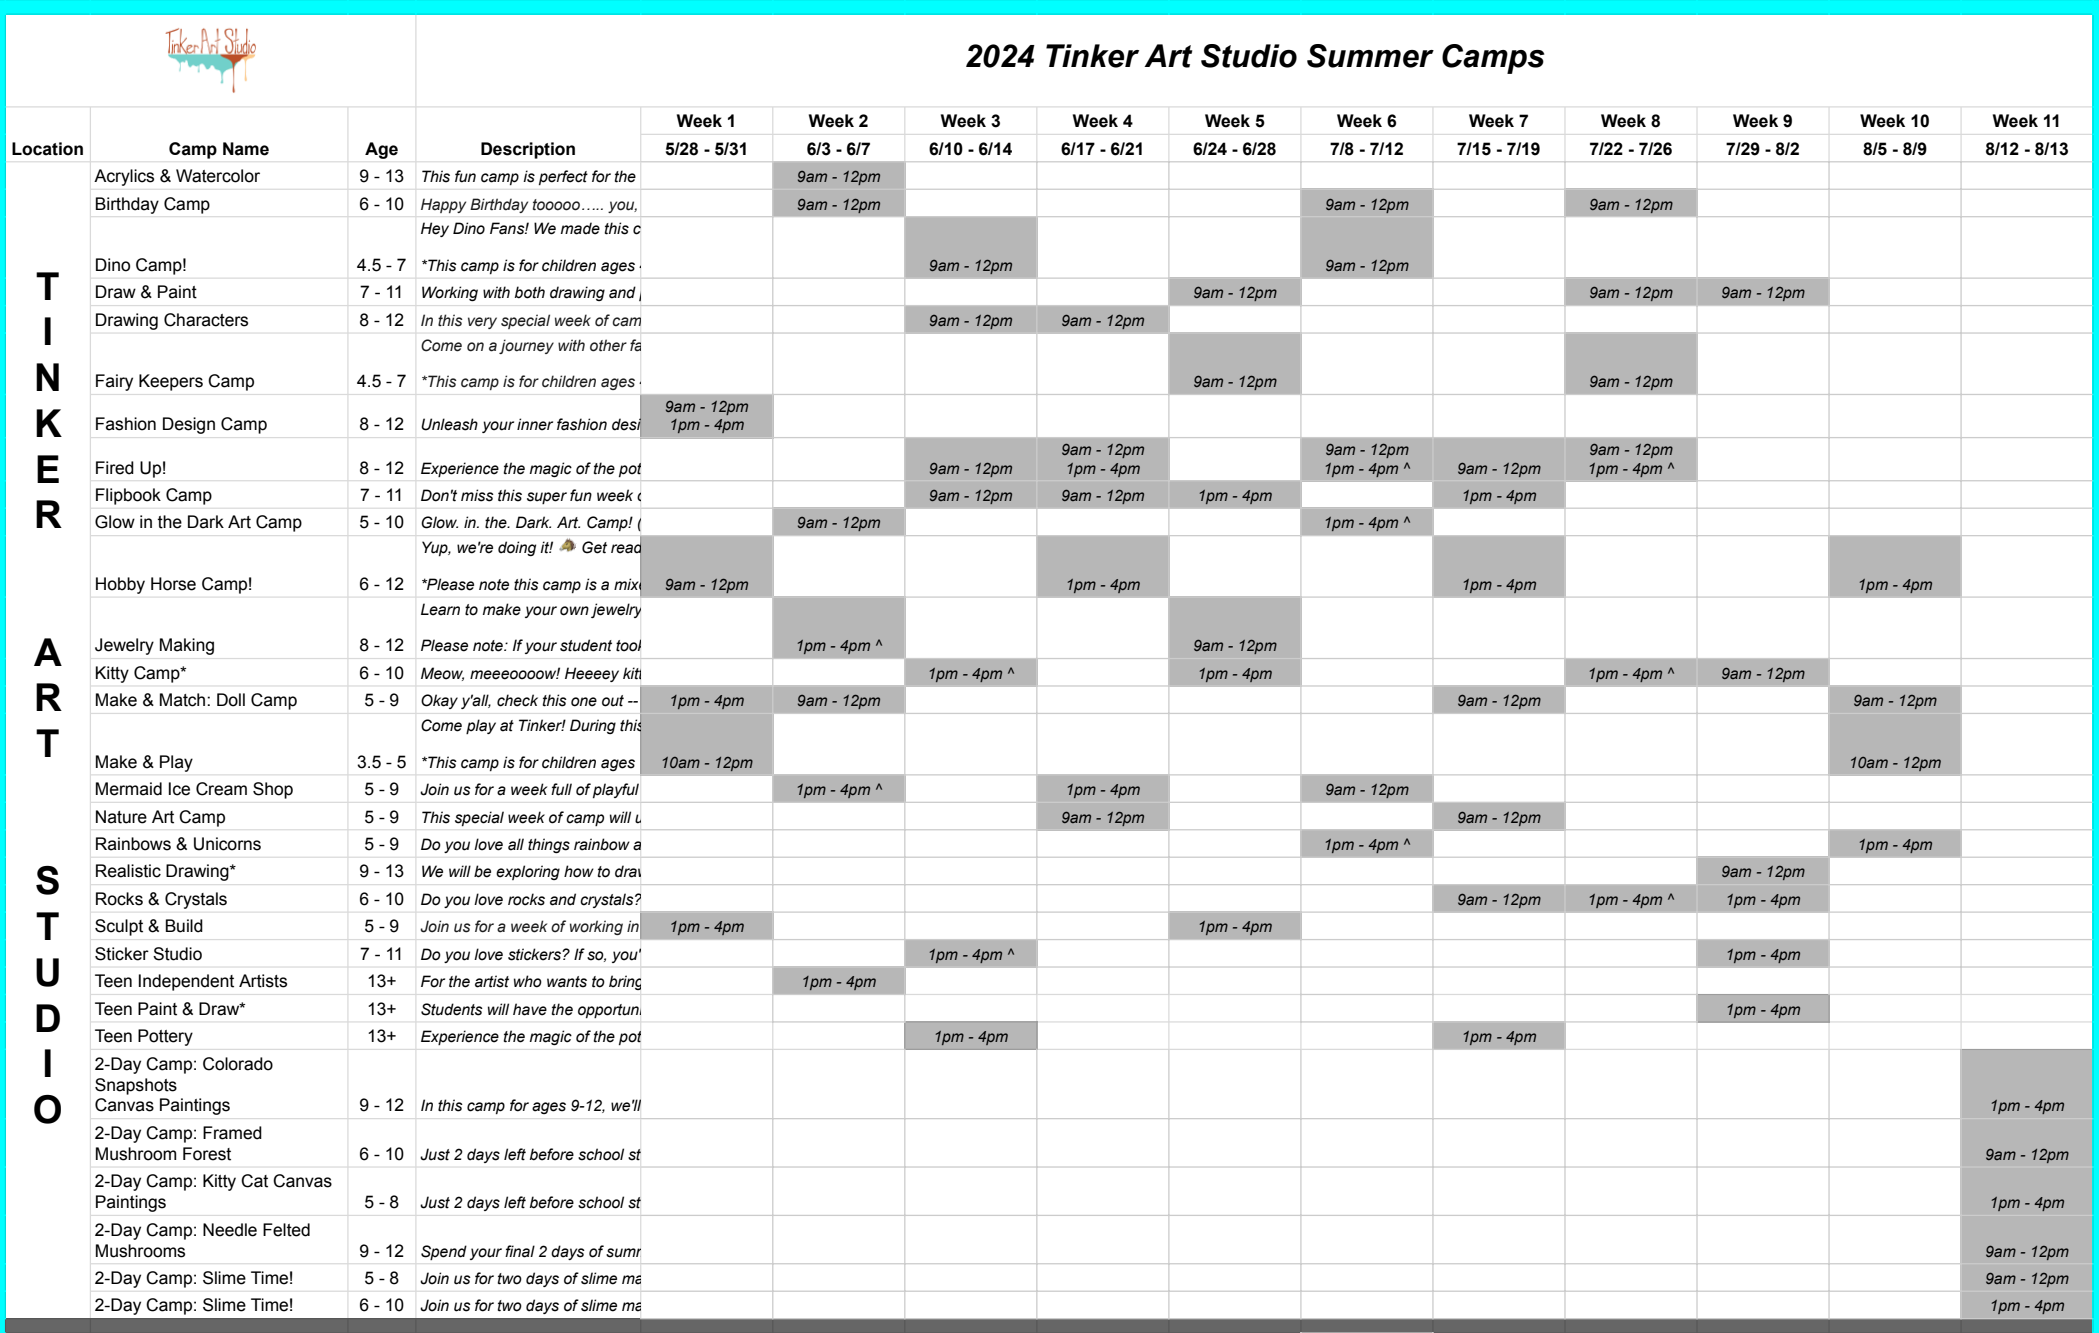 Tinker Art Studio
2024 Tinker Art Studio Summer Camps
Week 1 Week 2 Week 3 Week 4 Week 5 Week 6 Week 7 Week 8 Week 9 Week 10 Week 11
Location Camp Name Age Description 5/28 - 5/31 6/3 - 6/7 6/10 - 6/14 6/17 - 6/21 6/24 - 6/28 7/8 - 7/12 7/15 - 7/19 7/22 - 7/26 7/29 - 8/2 8/5 - 8/9 8/12 - 8/13
TINKER ART STUDIO
Acrylics & Watercolor 9 - 13 This fun camp is perfect for the 9am - 12pm
Birthday Camp 6 - 10 Happy Birthday tooooo….. you, 9am - 12pm 9am - 12pm 9am - 12pm
Hey Dino Fans! We made this c
Dino Camp! 4.5 - 7 *This camp is for children ages 9am - 12pm 9am - 12pm
Draw & Paint 7 - 11 Working with both drawing and 9am - 12pm 9am - 12pm 9am - 12pm
Drawing Characters 8 - 12 In this very special week of cam 9am - 12pm 9am - 12pm
Come on a journey with other fa
Fairy Keepers Camp 4.5 - 7 *This camp is for children ages 9am - 12pm 9am - 12pm
9am - 12pm
Fashion Design Camp 8 - 12 Unleash your inner fashion desi 1pm - 4pm
9am - 12pm 9am - 12pm 9am - 12pm
Fired Up! 8 - 12 Experience the magic of the pot 9am - 12pm 1pm - 4pm 1pm - 4pm ^ 9am - 12pm 1pm - 4pm ^
Flipbook Camp 7 - 11 Don't miss this super fun week 9am - 12pm 9am - 12pm 1pm - 4pm 1pm - 4pm
Glow in the Dark Art Camp 5 - 10 Glow. in. the. Dark. Art. Camp! ( 9am - 12pm 1pm - 4pm ^
Yup, we're doing it! 🐴 Get read
Hobby Horse Camp! 6 - 12 *Please note this camp is a mix 9am - 12pm 1pm - 4pm 1pm - 4pm 1pm - 4pm
Learn to make your own jewelry
Jewelry Making 8 - 12 Please note: If your student took 1pm - 4pm ^ 9am - 12pm
Kitty Camp* 6 - 10 Meow, meeeoooow! Heeeey kitt 1pm - 4pm ^ 1pm - 4pm 1pm - 4pm ^ 9am - 12pm
Make & Match: Doll Camp 5 - 9 Okay y'all, check this one out -- 1pm - 4pm 9am - 12pm 9am - 12pm 9am - 12pm
Come play at Tinker! During this
Make & Play 3.5 - 5 *This camp is for children ages 10am - 12pm 10am - 12pm
Mermaid Ice Cream Shop 5 - 9 Join us for a week full of playful 1pm - 4pm ^ 1pm - 4pm 9am - 12pm
Nature Art Camp 5 - 9 This special week of camp will u 9am - 12pm 9am - 12pm
Rainbows & Unicorns 5 - 9 Do you love all things rainbow a 1pm - 4pm ^ 1pm - 4pm
Realistic Drawing* 9 - 13 We will be exploring how to draw 9am - 12pm
Rocks & Crystals 6 - 10 Do you love rocks and crystals? 9am - 12pm 1pm - 4pm ^ 1pm - 4pm
Sculpt & Build 5 - 9 Join us for a week of working in 1pm - 4pm 1pm - 4pm
Sticker Studio 7 - 11 Do you love stickers? If so, you' 1pm - 4pm ^ 1pm - 4pm
Teen Independent Artists 13+ For the artist who wants to bring 1pm - 4pm
Teen Paint & Draw* 13+ Students will have the opportun 1pm - 4pm
Teen Pottery 13+ Experience the magic of the pot 1pm - 4pm 1pm - 4pm
2-Day Camp: Colorado
Snapshots
Canvas Paintings 9 - 12 In this camp for ages 9-12, we'll 1pm - 4pm
2-Day Camp: Framed
Mushroom Forest 6 - 10 Just 2 days left before school st 9am - 12pm
2-Day Camp: Kitty Cat Canvas
Paintings 5 - 8 Just 2 days left before school st 1pm - 4pm
2-Day Camp: Needle Felted
Mushrooms 9 - 12 Spend your final 2 days of sumr 9am - 12pm
2-Day Camp: Slime Time! 5 - 8 Join us for two days of slime ma 9am - 12pm
2-Day Camp: Slime Time! 6 - 10 Join us for two days of slime ma 1pm - 4pm